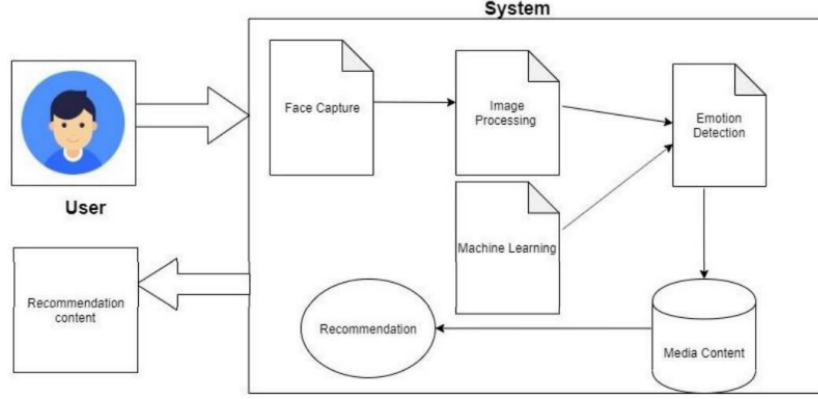 System
Face Capture
Image
Processing
Emotion
Detection
User
Machine Learning
Recommendation
content
Recommendation
Media Content